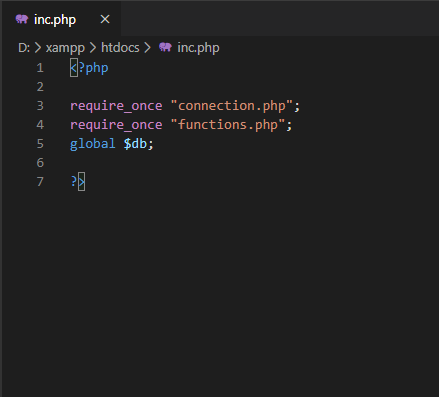 inc.php ×
D: > xampp > htdocs > inc.php
1 <?php
2
3 require_once "connection.php";
4 require_once "functions.php";
5 global $db;
6
7 ?>